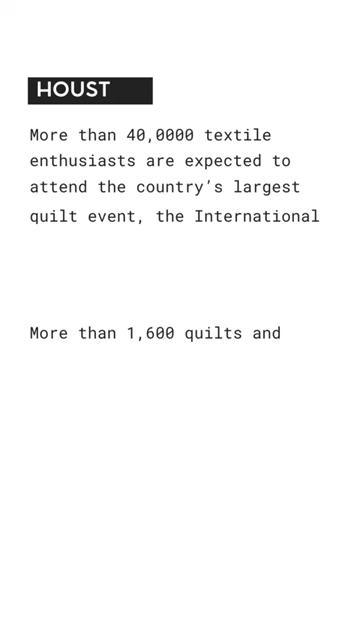 HOUST
More than 40,0000 textile
enthusiasts are expected to
attend the country’s largest
quilt event, the International
More than 1,600 quilts and